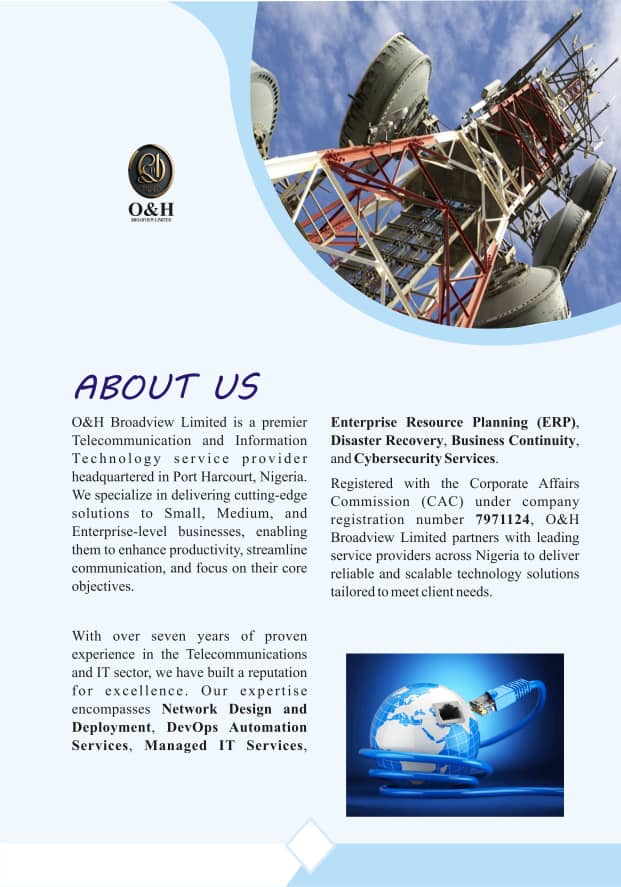 O&H
BROADVIEW LIMITED
ABOUT US
O&H Broadview Limited is a premier
Telecommunication and Information
Technology service provider
headquartered in Port Harcourt, Nigeria.
We specialize in delivering cutting-edge
solutions to Small, Medium, and
Enterprise-level businesses, enabling
them to enhance productivity, streamline
communication, and focus on their core
objectives.
With over seven years of proven
experience in the Telecommunications
and IT sector, we have built a reputation
for excellence. Our expertise
encompasses Network Design and
Deployment, DevOps Automation
Services, Managed IT Services,
Enterprise Resource Planning (ERP),
Disaster Recovery, Business Continuity,
and Cybersecurity Services.
Registered with the Corporate Affairs
Commission (CAC) under company
registration number 7971124, O&H
Broadview Limited partners with leading
service providers across Nigeria to deliver
reliable and scalable technology solutions
tailored to meet client needs.